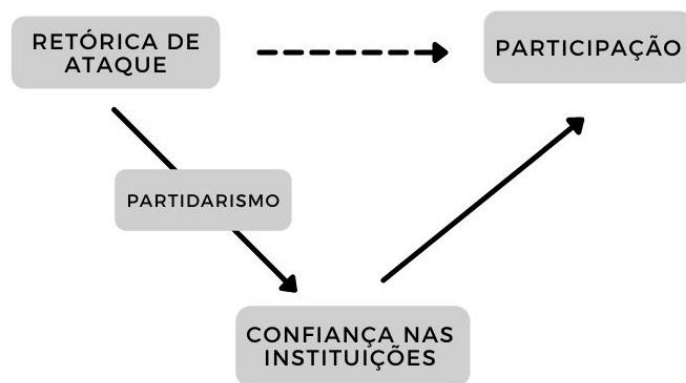 RETÓRICA DE
ATAQUE
PARTICIPAÇÃO
PARTIDARISMO
CONFIANÇA NAS
INSTITUIÇÕES